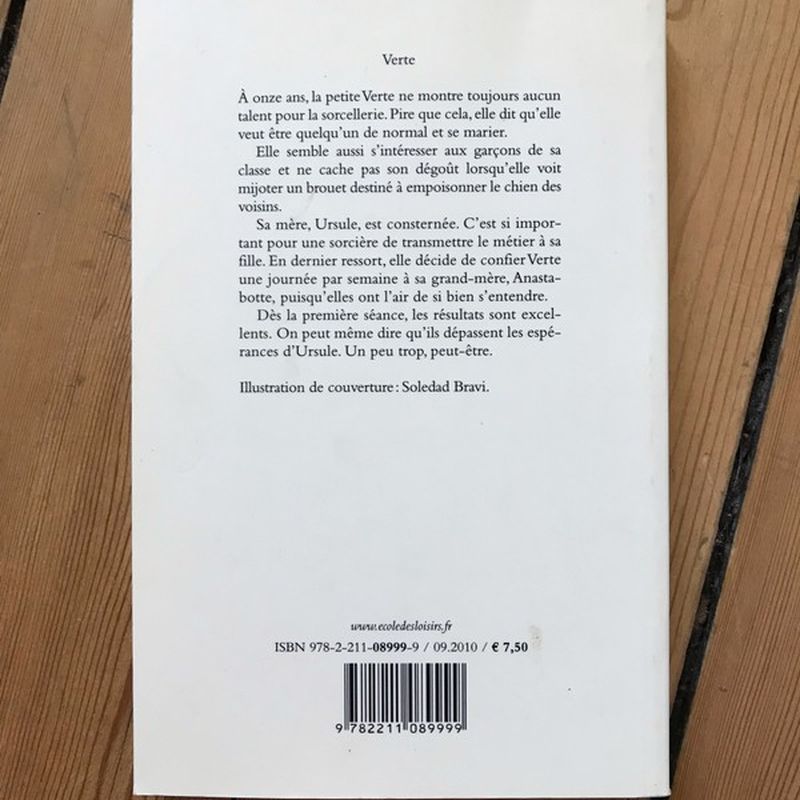 Verte
À onze ans, la petite Verte ne montre toujours aucun
talent pour la sorcellerie. Pire que cela, elle dit qu'elle
veut être quelqu'un de normal et se marier.
Elle semble aussi s'intéresser aux garçons de sa
classe et ne cache pas son dégoût lorsqu'elle voit
mijoter un brouet destiné à empoisonner le chien des
voisins.
Sa mère, Ursule, est consternée. C'est si impor-
tant pour une sorcière de transmettre le métier à sa
fille. En dernier ressort, elle décide de confier Verte
une journée par semaine à sa grand-mère, Anasta-
botte, puisqu'elles ont l'air de si bien s'entendre.
Dès la première séance, les résultats sont excel-
lents. On peut même dire qu'ils dépassent les espé-
rances d'Ursule. Un peu trop, peut-être.
Illustration de couverture : Soledad Bravi.
www.ecoledesloisirs.fr
ISBN 978-2-211-08999-9 / 09.2010 / € 7,50
9 782211 089999